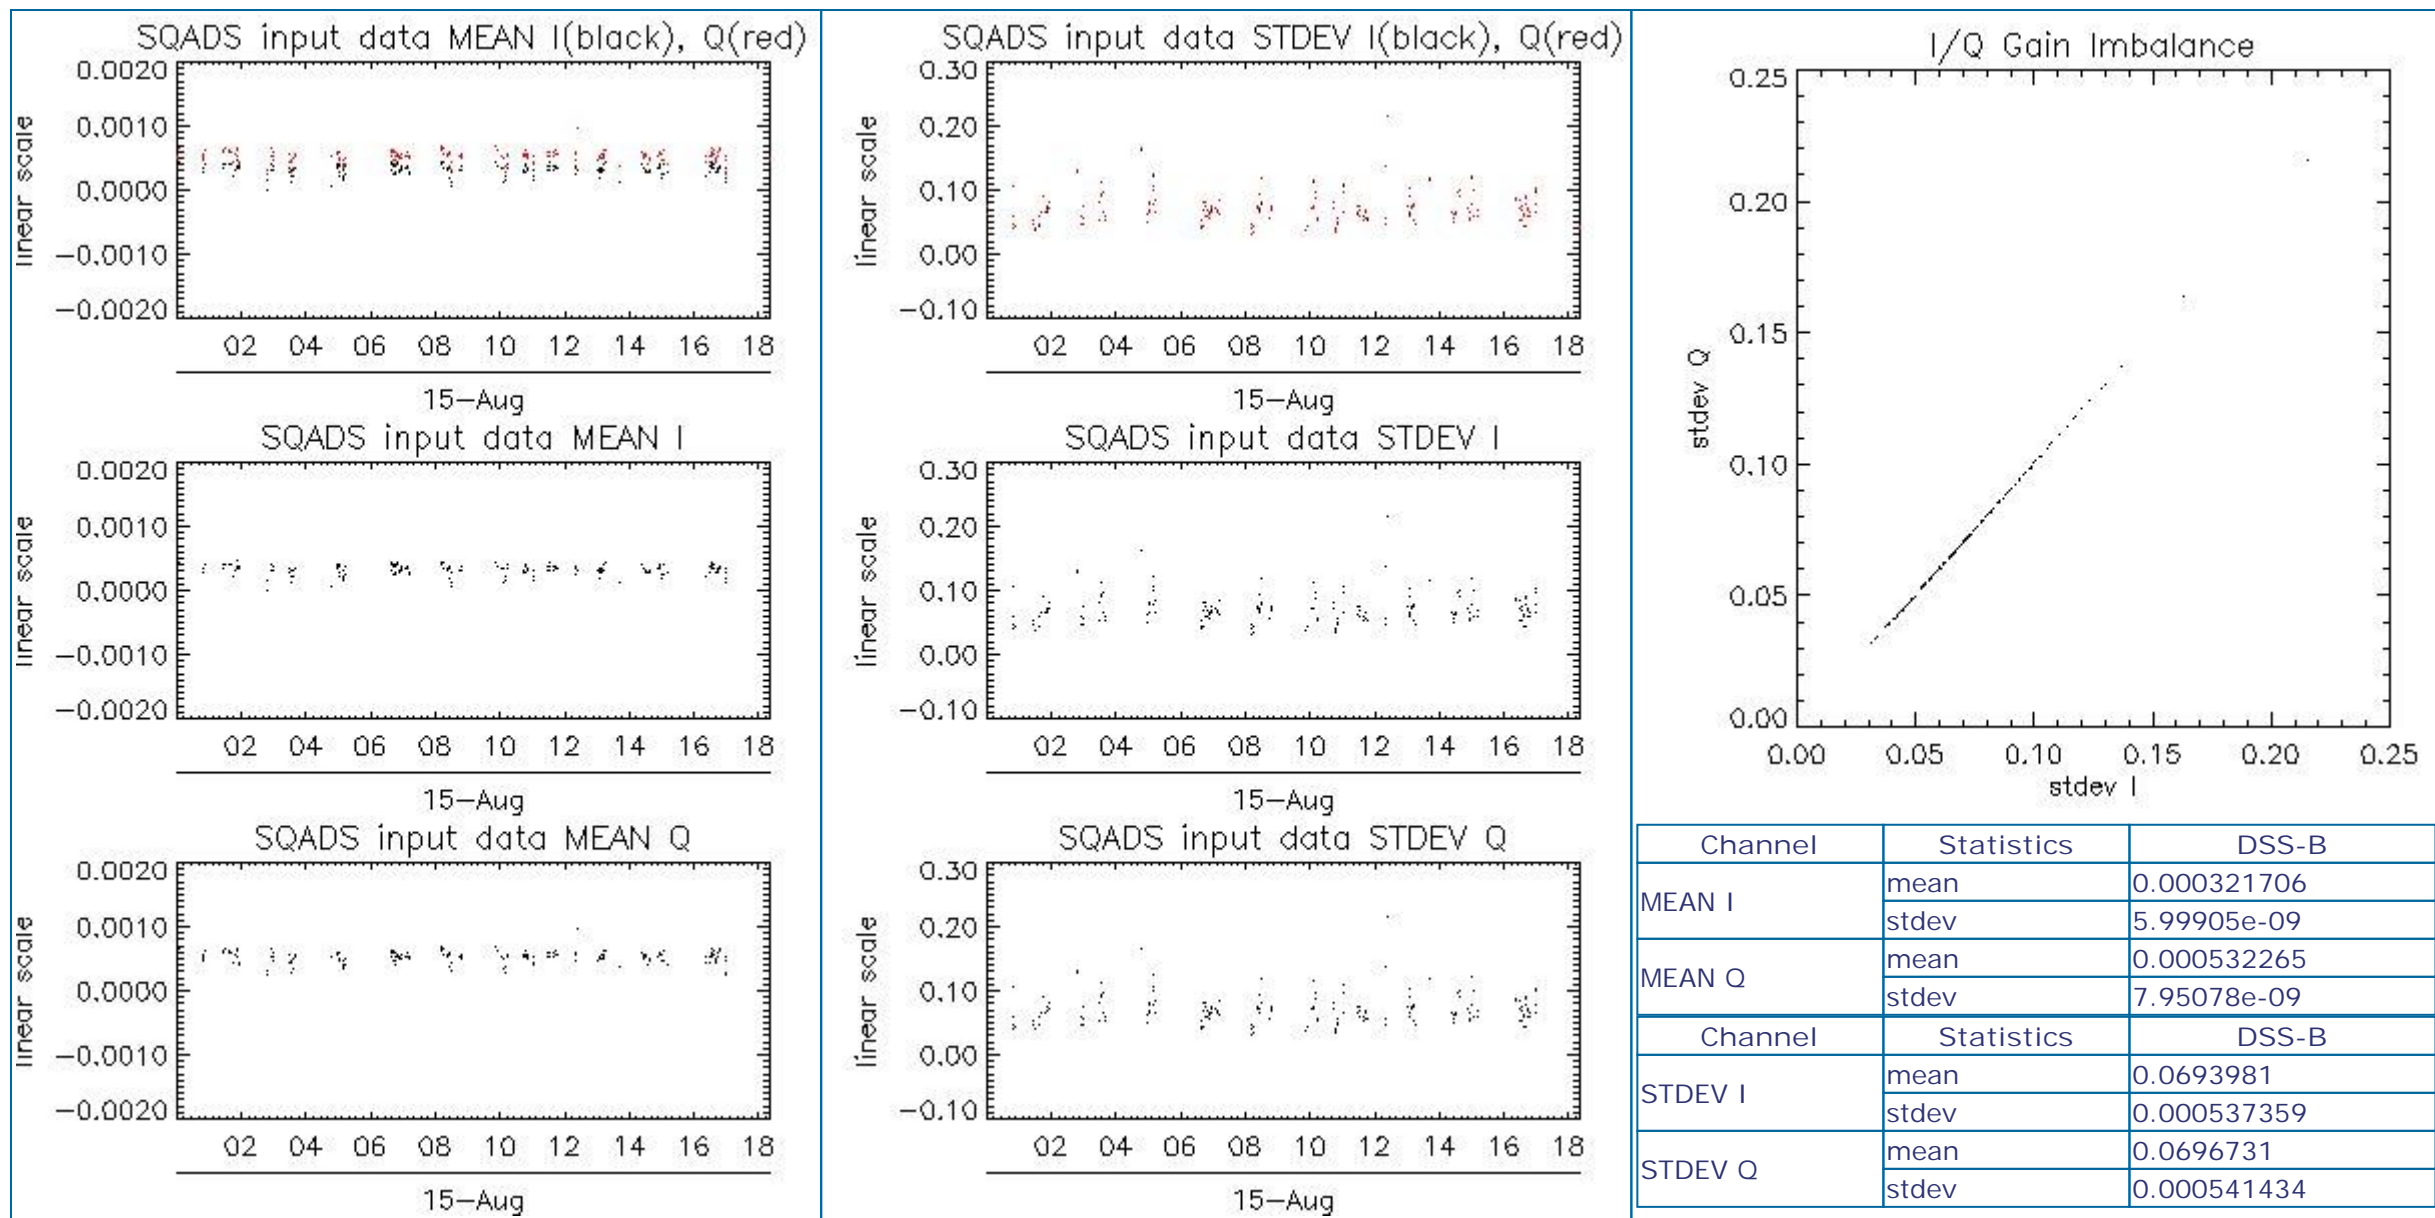 SQADS input data MEAN I(black), Q(red)
0.0020
0.0010
0.0000
−0.0010
−0.0020
linear scale
02 04 06 08 10 12 14 16 18
15−Aug
SQADS input data MEAN I
0.0020
0.0010
0.0000
−0.0010
−0.0020
linear scale
02 04 06 08 10 12 14 16 18
15−Aug
SQADS input data MEAN Q
0.0020
0.0010
0.0000
−0.0010
−0.0020
linear scale
02 04 06 08 10 12 14 16 18
15−Aug
SQADS input data STDEV I(black), Q(red)
0.30
0.20
0.10
0.00
−0.10
linear scale
02 04 06 08 10 12 14 16 18
15−Aug
SQADS input data STDEV I
0.30
0.20
0.10
0.00
−0.10
linear scale
02 04 06 08 10 12 14 16 18
15−Aug
SQADS input data STDEV Q
0.30
0.20
0.10
0.00
−0.10
linear scale
02 04 06 08 10 12 14 16 18
15−Aug
I/Q Gain Imbalance
0.25
0.20
0.15
0.10
0.05
0.00
stdev Q
0.00 0.05 0.10 0.15 0.20 0.25
stdev I
Channel Statistics DSS-B
MEAN I mean 0.000321706
stdev 5.99905e-09
MEAN Q mean 0.000532265
stdev 7.95078e-09
Channel Statistics DSS-B
STDEV I mean 0.0693981
stdev 0.000537359
STDEV Q mean 0.0696731
stdev 0.000541434